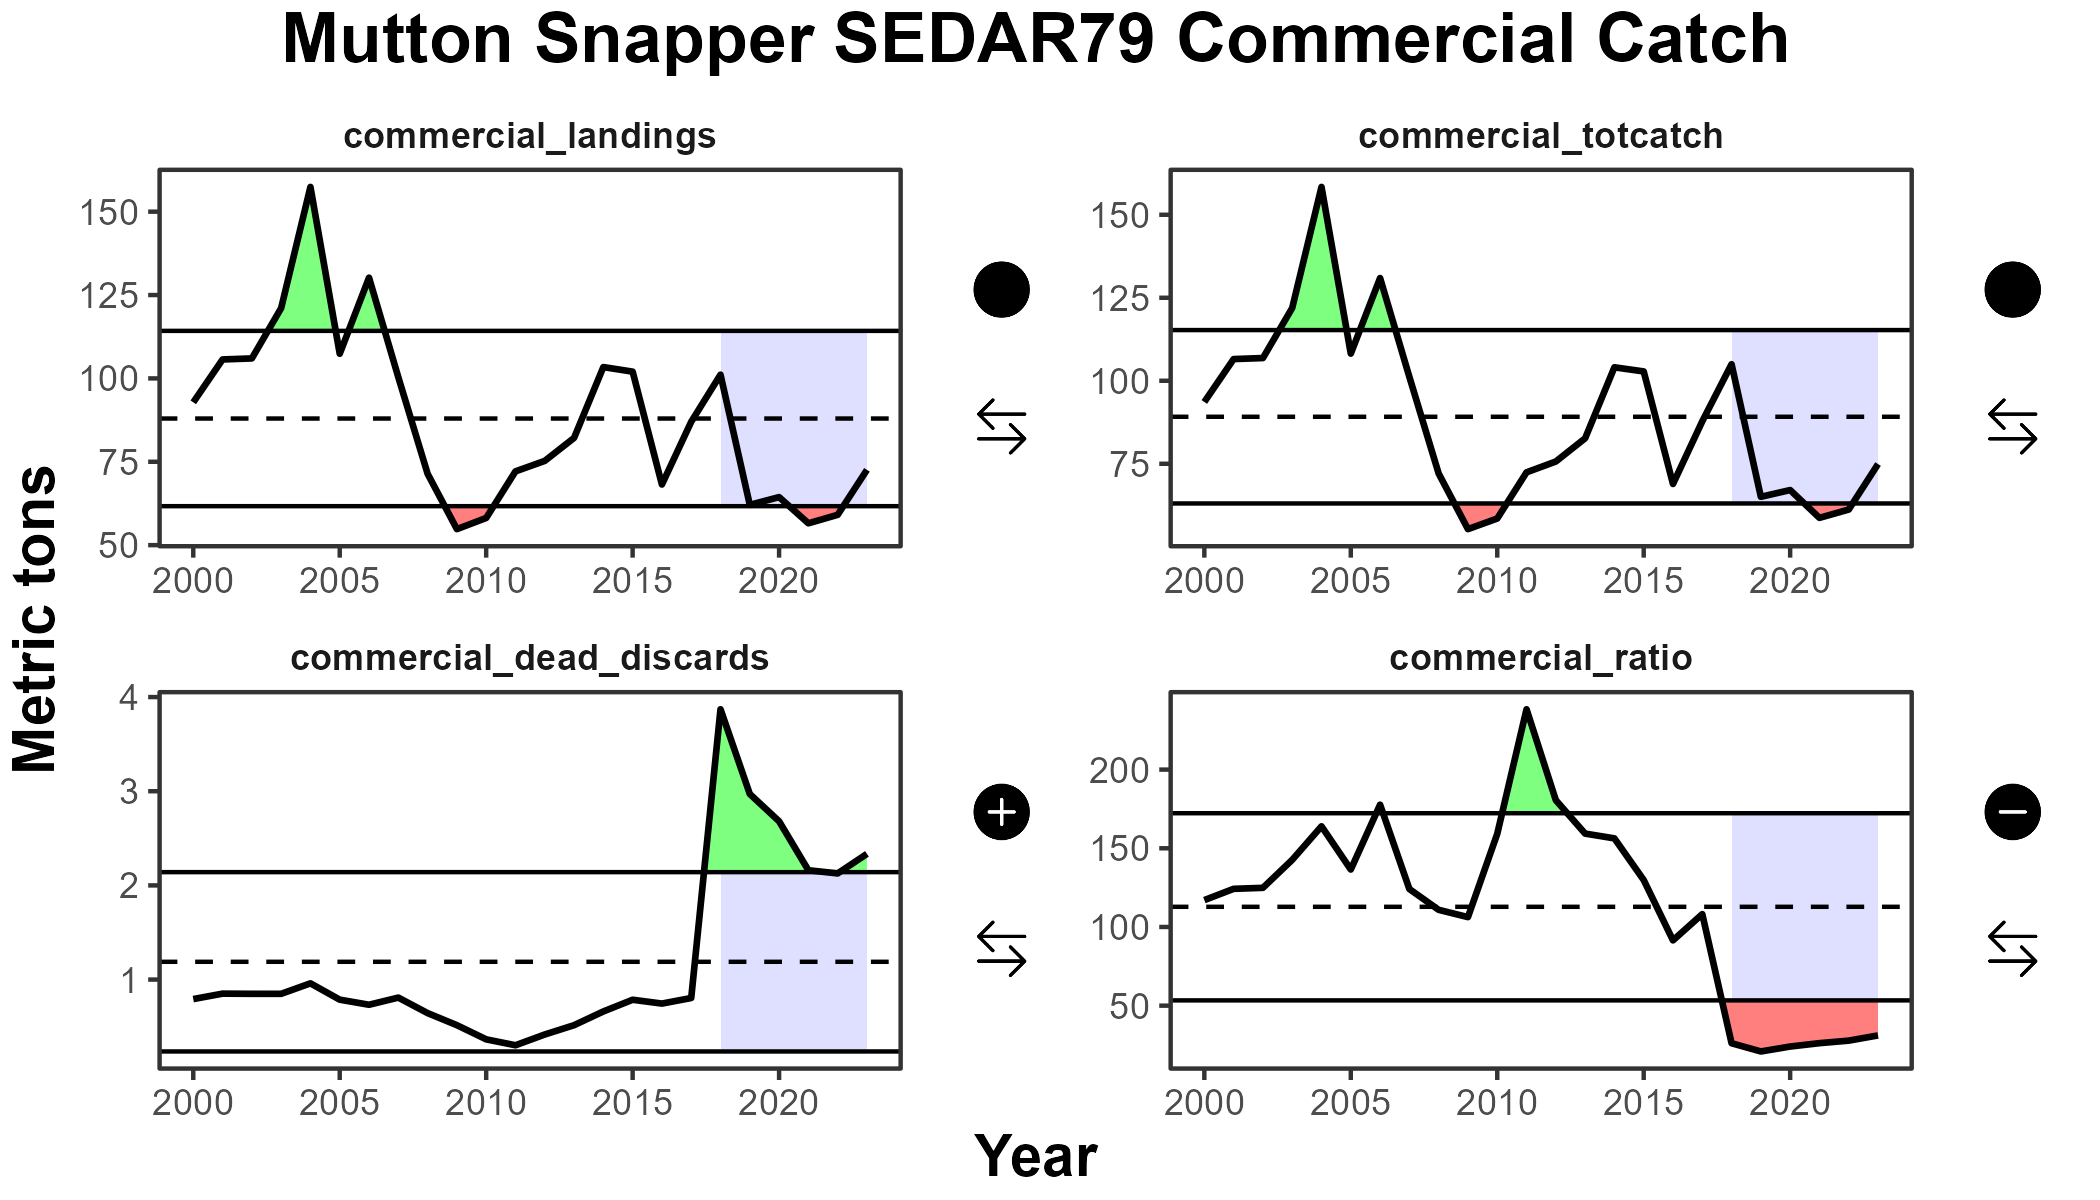 Mutton Snapper SEDAR79 Commercial Catch
commercial_landings
150
125
100
75
50
2000 2005 2010 2015 2020
commercial_totcatch
150
125
100
75
2000 2005 2010 2015 2020
Metric tons
commercial_dead_discards
4
3
2
1
2000 2005 2010 2015 2020
commercial_ratio
200
150
100
50
2000 2005 2010 2015 2020
Year